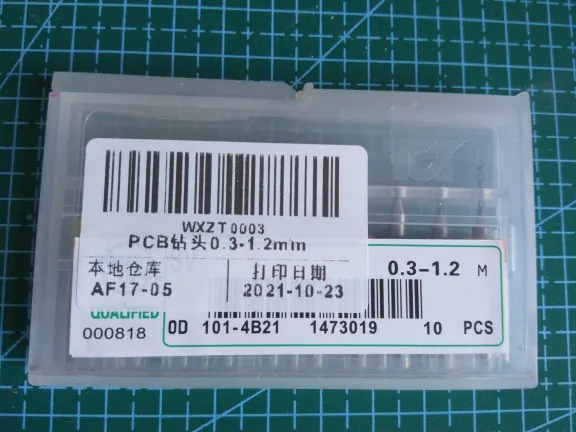 WXZT0003
PCB钻头0.3-1.2mm
本地仓库 打印日期
AF17-05 2021-10-23
0.3-1.2 M
QUALIFIED
000818
OD 101-4B21 1473019 10 PCS